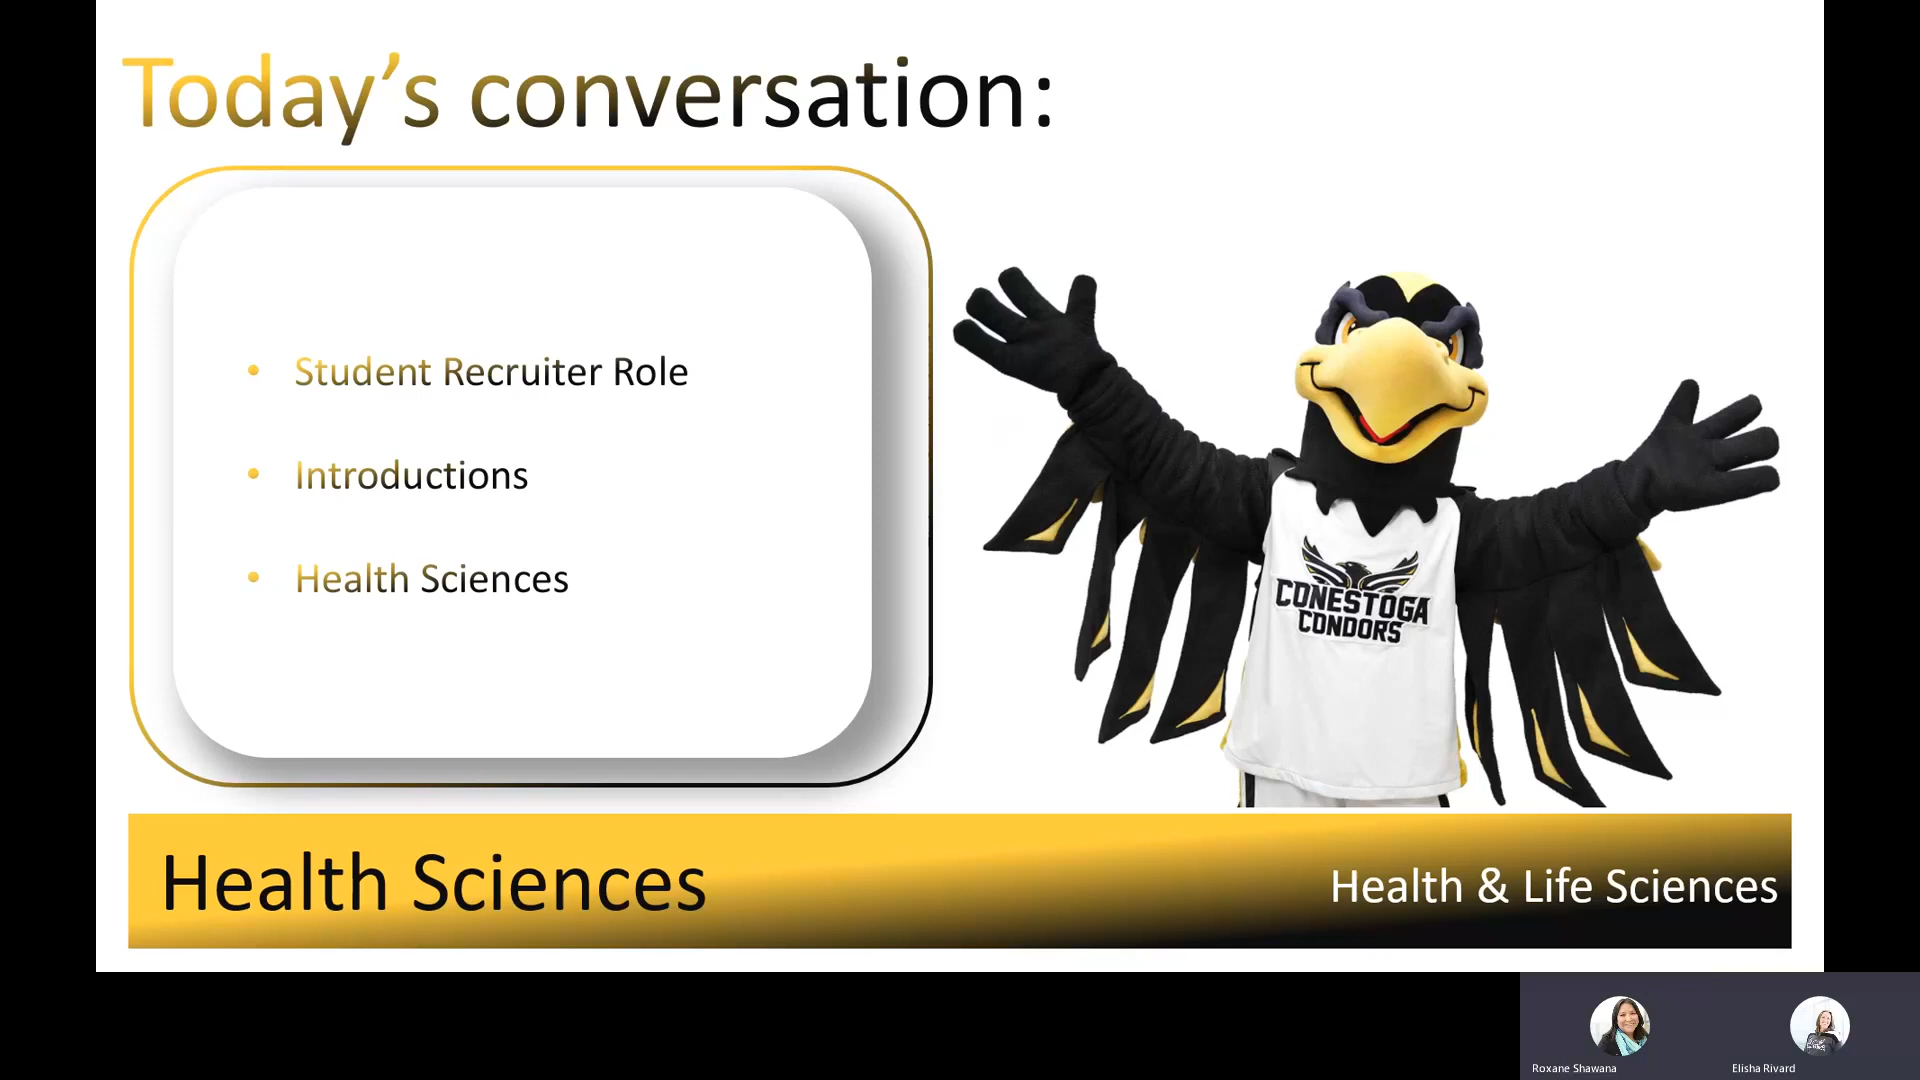 Today’s conversation:
• Student Recruiter Role
• Introductions
• Health Sciences
CONESTOGA
CONDORS
Health Sciences
Health & Life Sciences
Roxane Shawana
Elisha Rivard